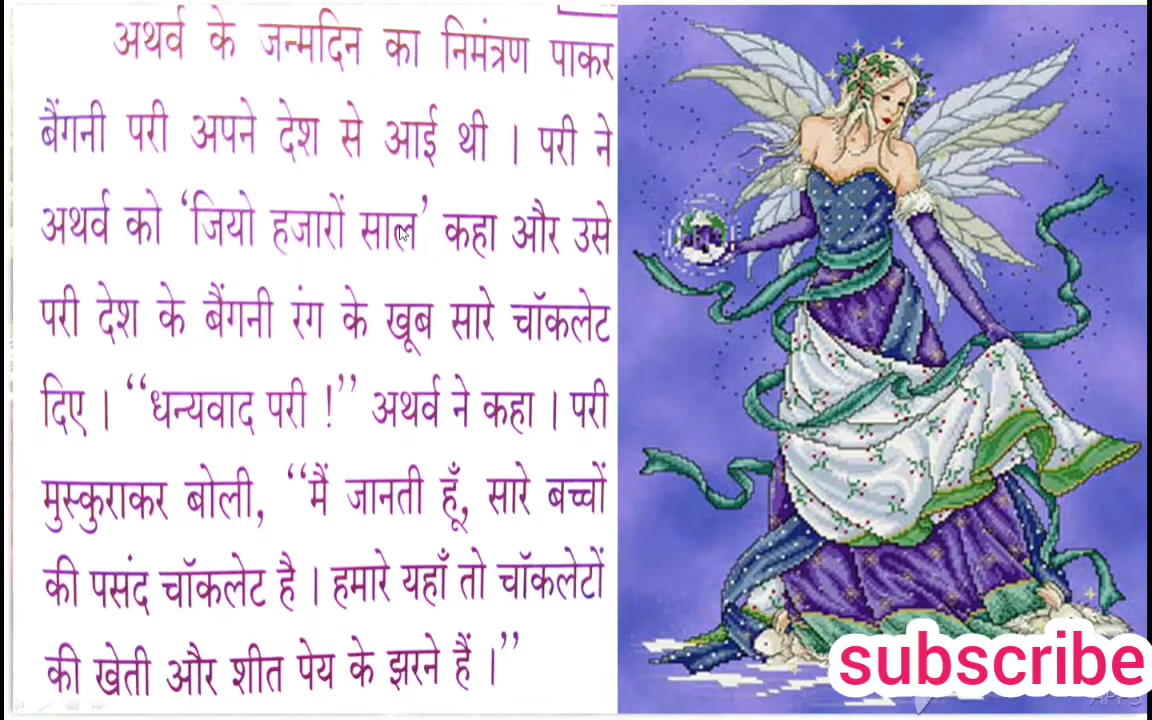 अथर्व के जन्मदिन का निमंत्रण पाकर
बैंगनी परी अपने देश से आई थी । परी ने
अथर्व को ‘जियो हजारों साल’ कहा और उसे
परी देश के बैंगनी रंग के खूब सारे चॉकलेट
दिए । ‘‘धन्यवाद परी !’’ अथर्व ने कहा । परी
मुस्कुराकर बोली, ‘‘मैं जानती हूँ, सारे बच्चों
की पसंद चॉकलेट है । हमारे यहाँ तो चॉकलेटों
की खेती और शीत पेय के झरने हैं ।’’
subscribe